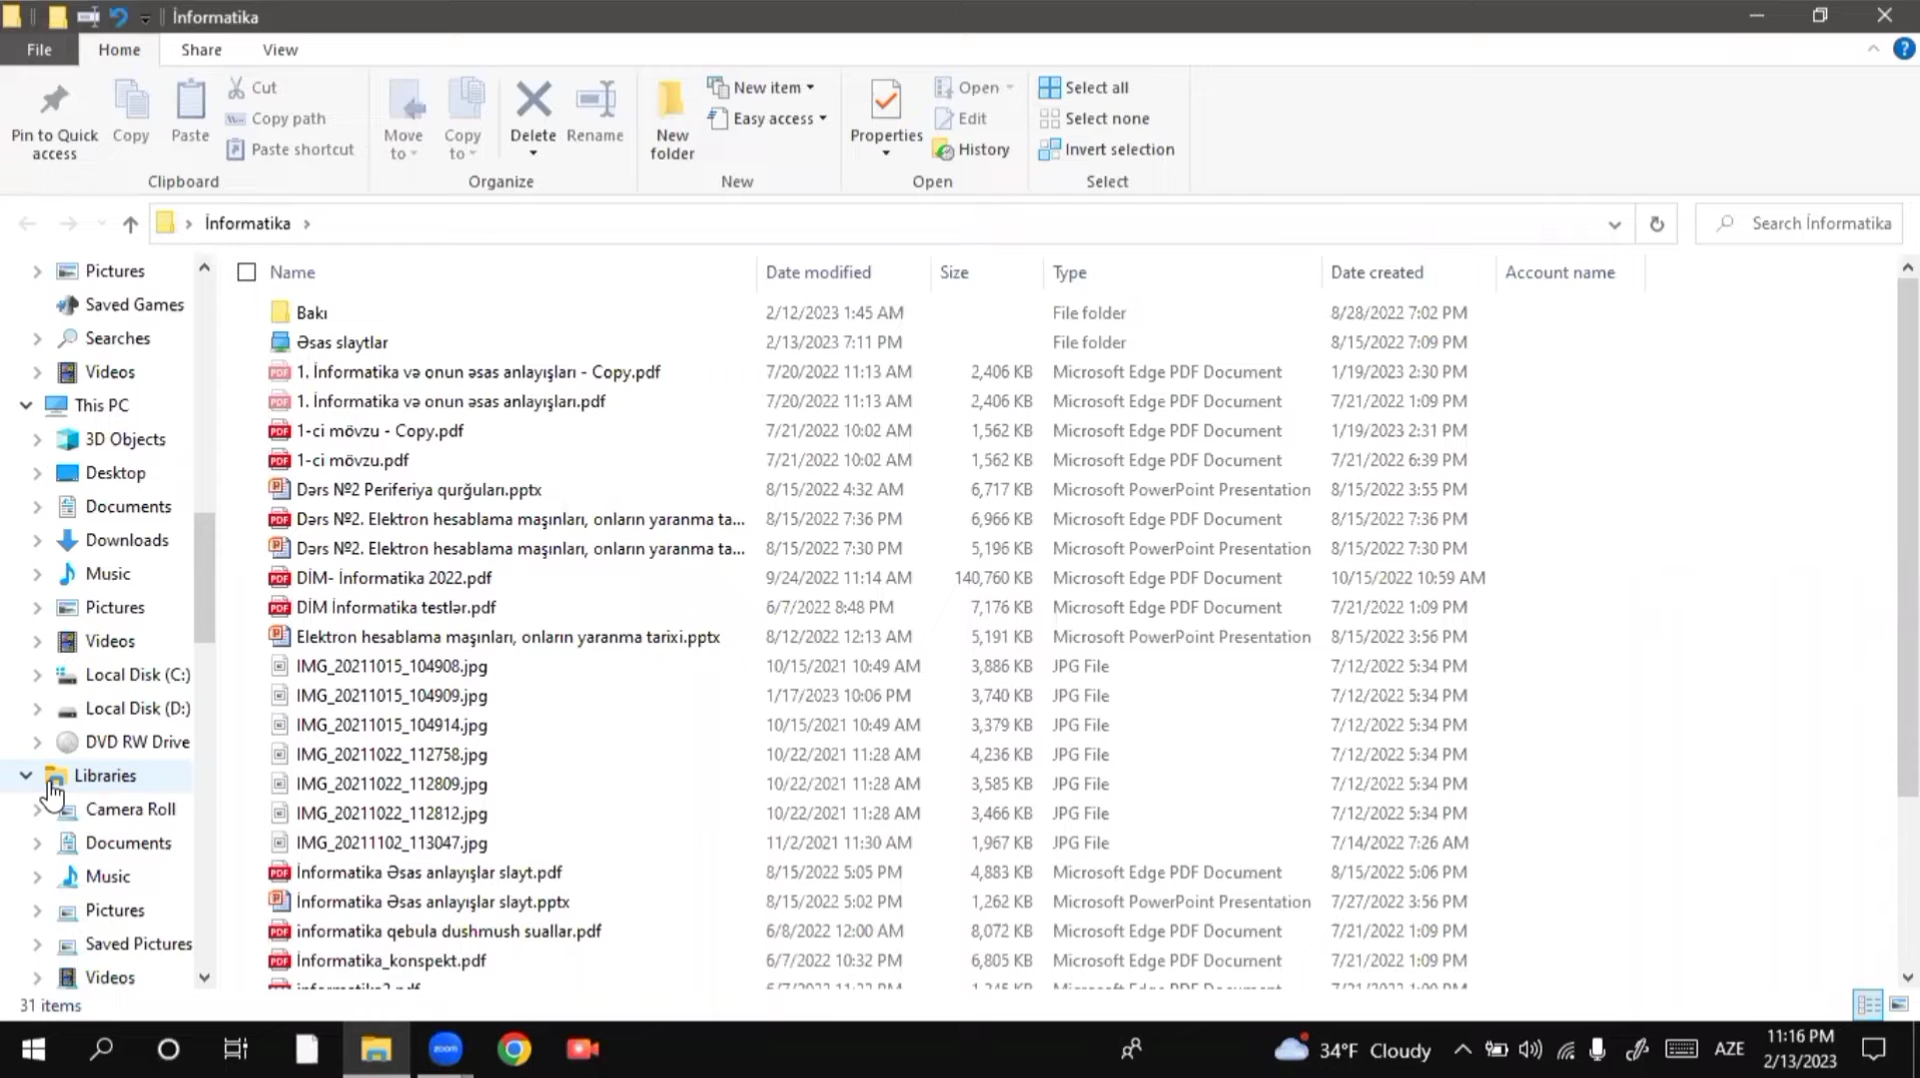 İnformatika
File Home Share View
Pin to Quick access
Copy
Paste
Cut
Copy path
Paste shortcut
Clipboard
Move to
Copy to
Delete
Rename
Organize
New folder
New item
Easy access
New
Properties
Open
Edit
History
Open
Select all
Select none
Invert selection
Select
İnformatika
Search İnformatika
Pictures
Saved Games
Searches
Videos
This PC
3D Objects
Desktop
Documents
Downloads
Music
Pictures
Videos
Local Disk (C:)
Local Disk (D:)
DVD RW Drive
Libraries
Camera Roll
Documents
Music
Pictures
Saved Pictures
Videos
Name Date modified Size Type Date created Account name
Bakı 2/12/2023 1:45 AM File folder 8/28/2022 7:02 PM
Əsas slaytlar 2/13/2023 7:11 PM File folder 8/15/2022 7:09 PM
1. İnformatika və onun əsas anlayışları - Copy.pdf 7/20/2022 11:13 AM 2,406 KB Microsoft Edge PDF Document 1/19/2023 2:30 PM
1. İnformatika və onun əsas anlayışları.pdf 7/20/2022 11:13 AM 2,406 KB Microsoft Edge PDF Document 7/21/2022 1:09 PM
1-ci mövzu - Copy.pdf 7/21/2022 10:02 AM 1,562 KB Microsoft Edge PDF Document 1/19/2023 2:31 PM
1-ci mövzu.pdf 7/21/2022 10:02 AM 1,562 KB Microsoft Edge PDF Document 7/21/2022 6:39 PM
Dərs №2 Periferiya qurğuları.pptx 8/15/2022 4:32 AM 6,717 KB Microsoft PowerPoint Presentation 8/15/2022 3:55 PM
Dərs №2. Elektron hesablama maşınları, onların yaranma ta... 8/15/2022 7:36 PM 6,966 KB Microsoft Edge PDF Document 8/15/2022 7:36 PM
Dərs №2. Elektron hesablama maşınları, onların yaranma ta... 8/15/2022 7:30 PM 5,196 KB Microsoft PowerPoint Presentation 8/15/2022 7:30 PM
DİM- İnformatika 2022.pdf 9/24/2022 11:14 AM 140,760 KB Microsoft Edge PDF Document 10/15/2022 10:59 AM
DİM İnformatika testlər.pdf 6/7/2022 8:48 PM 7,176 KB Microsoft Edge PDF Document 7/21/2022 1:09 PM
Elektron hesablama maşınları, onların yaranma tarixi.pptx 8/12/2022 12:13 AM 5,191 KB Microsoft PowerPoint Presentation 8/15/2022 3:56 PM
IMG_20211015_104908.jpg 10/15/2021 10:49 AM 3,886 KB JPG File 7/12/2022 5:34 PM
IMG_20211015_104909.jpg 1/17/2023 10:06 PM 3,740 KB JPG File 7/12/2022 5:34 PM
IMG_20211015_104914.jpg 10/15/2021 10:49 AM 3,379 KB JPG File 7/12/2022 5:34 PM
IMG_20211022_112758.jpg 10/22/2021 11:28 AM 4,236 KB JPG File 7/12/2022 5:34 PM
IMG_20211022_112809.jpg 10/22/2021 11:28 AM 3,585 KB JPG File 7/12/2022 5:34 PM
IMG_20211022_112812.jpg 10/22/2021 11:28 AM 3,466 KB JPG File 7/12/2022 5:34 PM
IMG_20211102_113047.jpg 11/2/2021 11:30 AM 1,967 KB JPG File 7/14/2022 7:26 AM
İnformatika Əsas anlayışlar slayt.pdf 8/15/2022 5:05 PM 4,883 KB Microsoft Edge PDF Document 8/15/2022 5:06 PM
İnformatika Əsas anlayışlar slayt.pptx 8/15/2022 5:02 PM 1,262 KB Microsoft PowerPoint Presentation 7/27/2022 3:56 PM
informatika qebula dushmush suallar.pdf 6/8/2022 12:00 AM 8,072 KB Microsoft Edge PDF Document 7/21/2022 1:09 PM
İnformatika_konspekt.pdf 6/7/2022 10:32 PM 6,805 KB Microsoft Edge PDF Document 7/21/2022 1:09 PM
31 items
zoom
34°F Cloudy
AZE
11:16 PM
2/13/2023